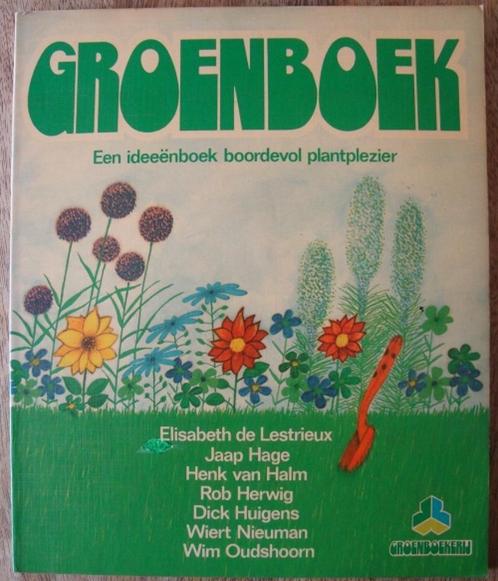 GROENBOEK
Een ideeënboek boordevol plantplezier
Elisabeth de Lestrieux
Jaap Hage
Henk van Halm
Rob Herwig
Dick Huigens
Wiert Nieuman
Wim Oudshoorn
GROENBOEKERIJ